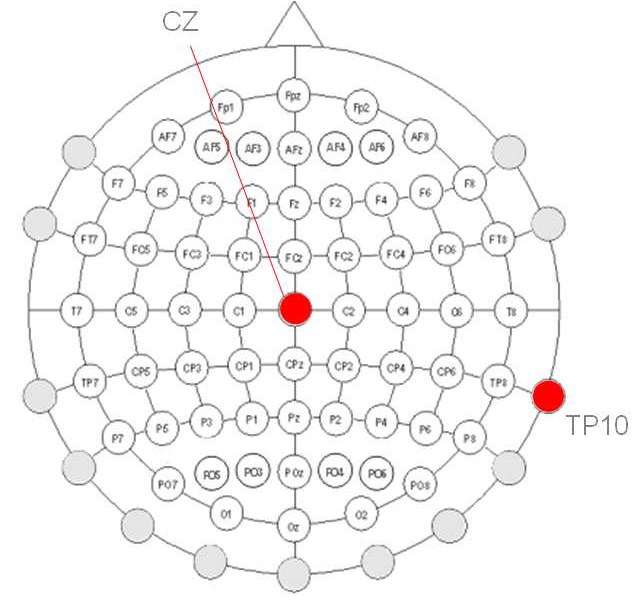 CZ
Fp1 Fpz Fp2
AF7 AF5 AF3 AFz AF4 AF6 AF8
F7 F5 F3 F1 Fz F2 F4 F6 F8
FT7 FC5 FC3 FC1 FCz FC2 FC4 FC6 FT8
T7 C5 C3 C1 C2 C4 C6 T8
TP7 CP5 CP3 CP1 CPz CP2 CP4 CP6 TP8
TP10
P7 P5 P3 P1 Pz P2 P4 P6 P8
PO7 PO5 PO3 POz PO4 PO6 PO8
O1 Oz O2